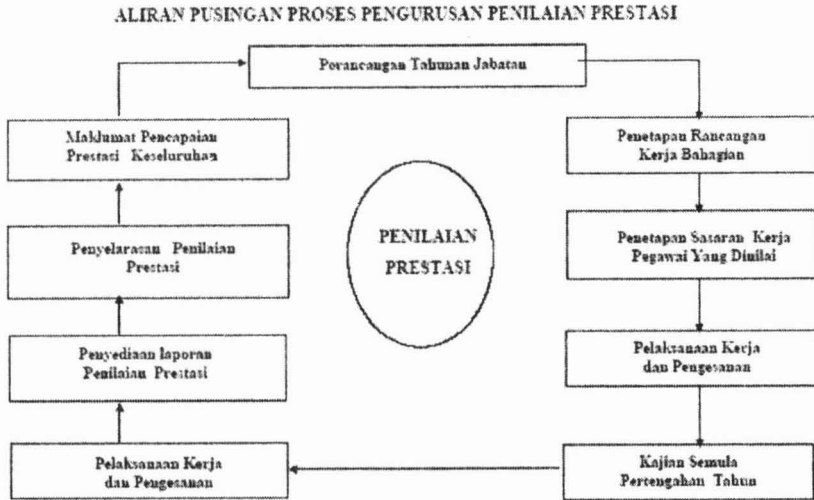 ALIRAN PUSINGAN PROSES PENGURUSAN PENILAIAN PRESTASI
Perancangan Tahunan Jabatan
Penetapan Rancangan
Kerja Bahagian
Penetapan Sasaran Kerja
Pegawai Yang Dinilai
Pelaksanaan Kerja
dan Pengesanan
Kajian Semula
Pertengahan Tahun
Pelaksanaan Kerja
dan Pengesanan
Penyediaan laporan
Penilaian Prestasi
Penyelarasan Penilaian
Prestasi
Maklumat Pencapaian
Prestasi Keseluruhan
PENILAIAN
PRESTASI